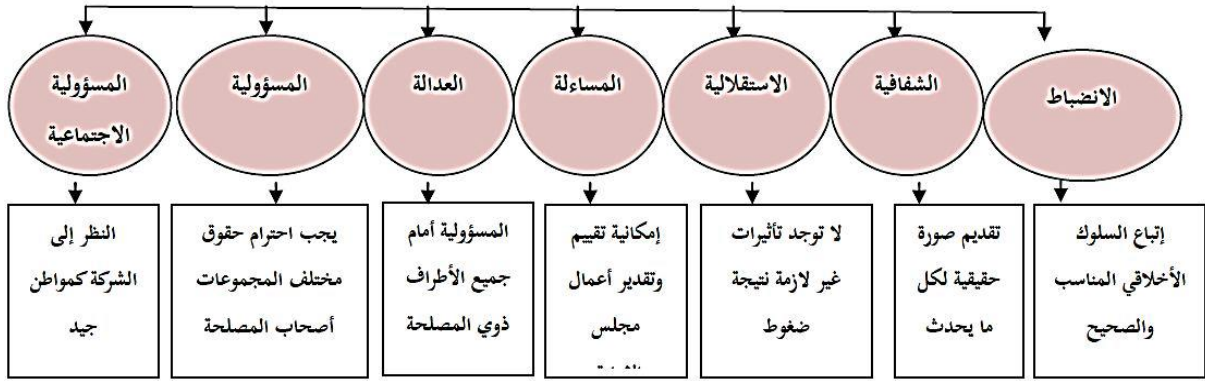 الانضباط
الشفافية
الاستقلالية
المساءلة
العدالة
المسؤولية
المسؤولية
الاجتماعية
إتباع السلوك
الأخلاقي المناسب
والصحيح
تقديم صورة
حقيقية لكل
ما يحدث
لا توجد تأثيرات
غير لازمة نتيجة
ضغوط
إمكانية تقييم
وتقدير أعمال
مجلس
المسؤولية أمام
جميع الأطراف
ذوي المصلحة
يجب احترام حقوق
مختلف المجموعات
أصحاب المصلحة
النظر إلى
الشركة كمواطن
جيد